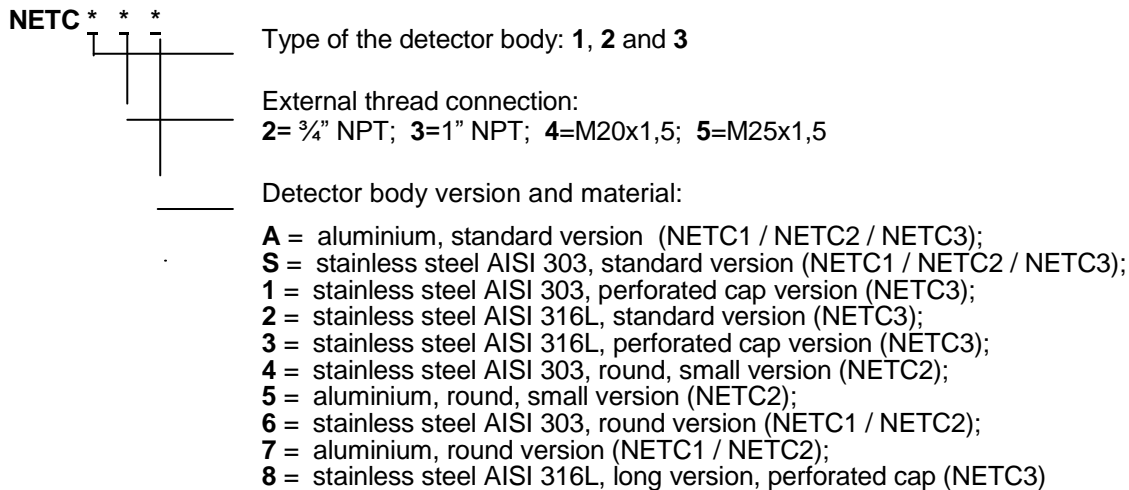 NETC * * *
Type of the detector body: 1, 2 and 3
External thread connection:
2= ¾” NPT; 3=1” NPT; 4=M20x1,5; 5=M25x1,5
Detector body version and material:
A = aluminium, standard version (NETC1 / NETC2 / NETC3);
S = stainless steel AISI 303, standard version (NETC1 / NETC2 / NETC3);
1 = stainless steel AISI 303, perforated cap version (NETC3);
2 = stainless steel AISI 316L, standard version (NETC3);
3 = stainless steel AISI 316L, perforated cap version (NETC3);
4 = stainless steel AISI 303, round, small version (NETC2);
5 = aluminium, round, small version (NETC2);
6 = stainless steel AISI 303, round version (NETC1 / NETC2);
7 = aluminium, round version (NETC1 / NETC2);
8 = stainless steel AISI 316L, long version, perforated cap (NETC3)